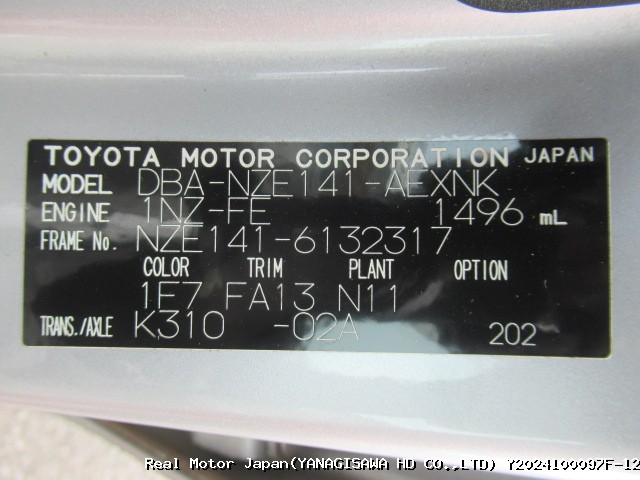 TOYOTA MOTOR CORPORATION JAPAN
MODEL DBA-NZE141-AEXNK
ENGINE 1NZ-FE 1496 mL
FRAME No. NZE141-6132317
COLOR TRIM PLANT OPTION
1E7 FA13 N11
TRANS./AXLE K310 -02A 202
Real Motor Japan(YANAGISAWA HD CO.,LTD) Y2024100097F-12